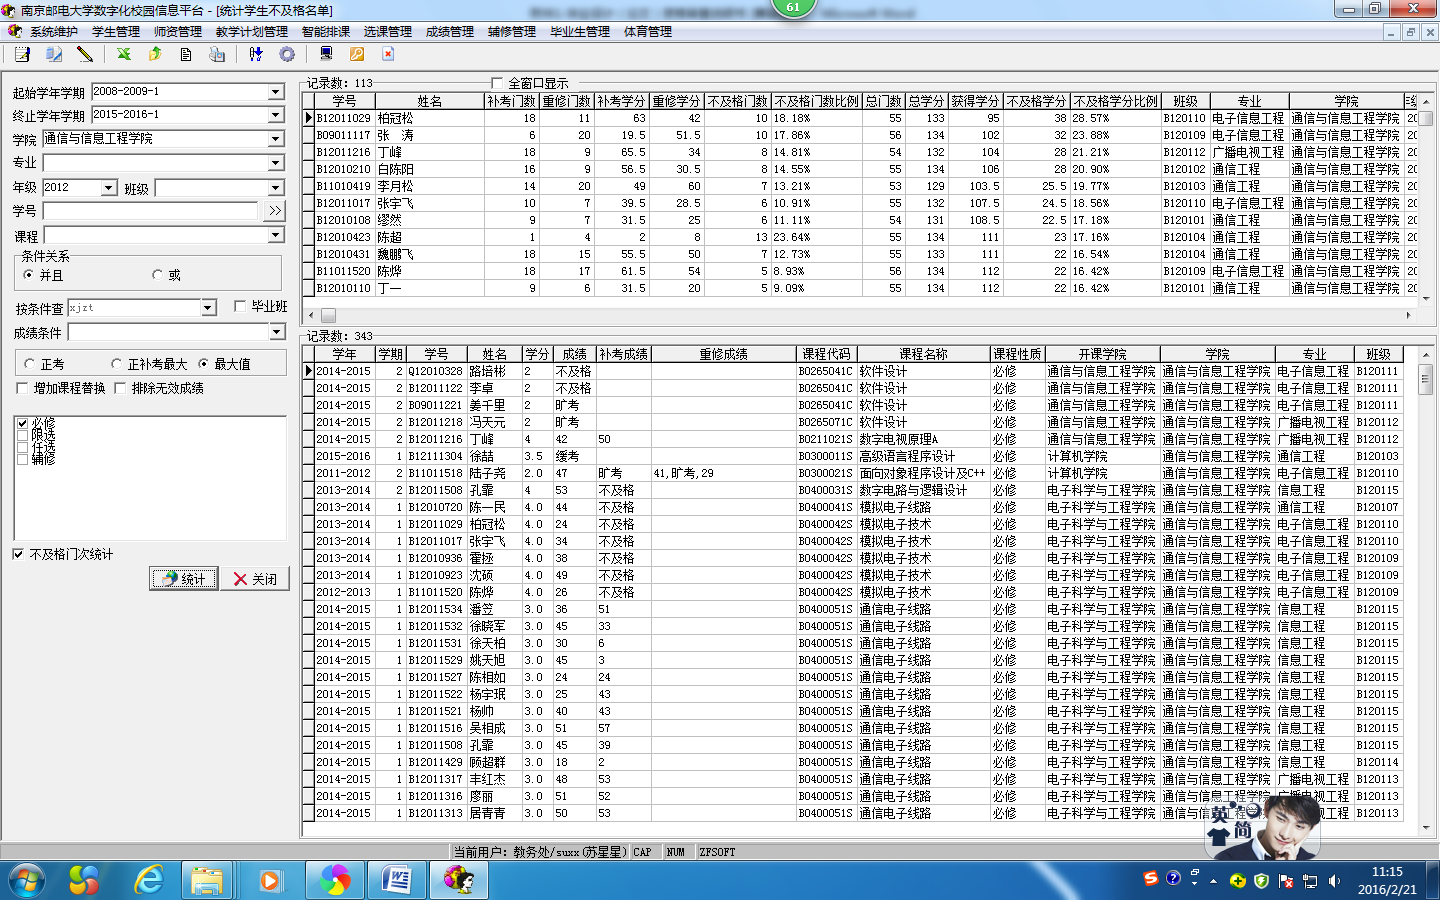 南京邮电大学数字化校园信息平台 - [统计学生不及格名单]
61
系统维护 学生管理 师资管理 教学计划管理 智能排课 选课管理 成绩管理 辅修管理 毕业生管理 体育管理
起始学年学期 2008-2009-1
终止学年学期 2015-2016-1
学院 通信与信息工程学院
专业
年级 2012 班级
学号 >>
课程
条件关系
并且 或
按条件查 xjzt 毕业班
成绩条件
正考 正补考最大 最大值
增加课程替换 排除无效成绩
必修
限选
任选
辅修
不及格门次统计
统计 关闭
记录数: 113 全窗口显示
学号 姓名 补考门数 重修门数 补考学分 重修学分 不及格门数 不及格门数比例 总门数 总学分 获得学分 不及格学分 不及格学分比例 班级 专业 学院
B12011029 柏冠松 18 11 63 42 10 18.18% 55 133 95 38 28.57% B120110 电子信息工程 通信与信息工程学院 20
B09011117 张 涛 6 20 19.5 51.5 10 17.86% 56 134 102 32 23.88% B120109 电子信息工程 通信与信息工程学院 20
B12011216 丁峰 18 9 65.5 34 8 14.81% 54 132 104 28 21.21% B120112 广播电视工程 通信与信息工程学院 20
B12010210 白陈阳 16 9 56.5 30.5 8 14.55% 55 134 106 28 20.90% B120102 通信工程 通信与信息工程学院 20
B11010419 李月松 14 20 49 60 7 13.21% 53 129 103.5 25.5 19.77% B120103 通信工程 通信与信息工程学院 20
B12011017 张宇飞 10 7 39.5 28.5 6 10.91% 55 132 107.5 24.5 18.56% B120110 电子信息工程 通信与信息工程学院 20
B12010108 缪然 9 7 31.5 25 6 11.11% 54 131 108.5 22.5 17.18% B120101 通信工程 通信与信息工程学院 20
B12010423 陈超 1 4 2 8 13 23.64% 55 134 111 23 17.16% B120104 通信工程 通信与信息工程学院 20
B12010431 魏鹏飞 18 15 55.5 50 7 12.73% 55 133 111 22 16.54% B120104 通信工程 通信与信息工程学院 20
B11011520 陈烨 18 17 61.5 54 5 8.93% 56 134 112 22 16.42% B120109 电子信息工程 通信与信息工程学院 20
B12010110 丁一 9 6 31.5 20 5 9.09% 55 134 112 22 16.42% B120101 通信工程 通信与信息工程学院 20
记录数: 343
学年 学期 学号 姓名 学分 成绩 补考成绩 重修成绩 课程代码 课程名称 课程性质 开课学院 学院 专业 班级
2014-2015 2 Q12010328 路培彬 2 不及格 B0265041C 软件设计 必修 通信与信息工程学院 通信与信息工程学院 电子信息工程 B120111
2014-2015 2 B12011122 李卓 2 不及格 B0265041C 软件设计 必修 通信与信息工程学院 通信与信息工程学院 电子信息工程 B120111
2014-2015 2 B09011221 姜千里 2 旷考 B0265041C 软件设计 必修 通信与信息工程学院 通信与信息工程学院 电子信息工程 B120111
2014-2015 2 B12011218 冯天元 2 旷考 B0265071C 软件设计 必修 通信与信息工程学院 通信与信息工程学院 广播电视工程 B120112
2014-2015 2 B12011216 丁峰 4 42 50 B0211021S 数字电视原理A 必修 通信与信息工程学院 通信与信息工程学院 广播电视工程 B120112
2015-2016 1 B12111304 徐喆 3.5 缓考 B0300011S 高级语言程序设计 必修 计算机学院 通信与信息工程学院 通信工程 B120103
2011-2012 2 B11011518 陆子尧 2.0 47 旷考 41,旷考,29 B0300021S 面向对象程序设计及C++ 必修 计算机学院 通信与信息工程学院 电子信息工程 B120110
2013-2014 2 B12011508 孔霏 4 53 不及格 B0400031S 数字电路与逻辑设计 必修 电子科学与工程学院 通信与信息工程学院 信息工程 B120115
2013-2014 1 B12010720 陈一民 4.0 44 不及格 B0400041S 模拟电子线路 必修 电子科学与工程学院 通信与信息工程学院 通信工程 B120107
2013-2014 1 B12011029 柏冠松 4.0 24 不及格 B0400042S 模拟电子技术 必修 电子科学与工程学院 通信与信息工程学院 电子信息工程 B120110
2013-2014 1 B12011017 张宇飞 4.0 34 不及格 B0400042S 模拟电子技术 必修 电子科学与工程学院 通信与信息工程学院 电子信息工程 B120110
2013-2014 1 B12010936 霍拯 4.0 38 不及格 B0400042S 模拟电子技术 必修 电子科学与工程学院 通信与信息工程学院 电子信息工程 B120109
2013-2014 1 B12010923 沈硕 4.0 49 不及格 B0400042S 模拟电子技术 必修 电子科学与工程学院 通信与信息工程学院 电子信息工程 B120109
2012-2013 1 B11011520 陈烨 4.0 26 不及格 B0400042S 模拟电子技术 必修 电子科学与工程学院 通信与信息工程学院 电子信息工程 B120109
2014-2015 1 B12011534 潘笠 3.0 36 51 B0400051S 通信电子线路 必修 电子科学与工程学院 通信与信息工程学院 信息工程 B120115
2014-2015 1 B12011532 徐晓军 3.0 45 33 B0400051S 通信电子线路 必修 电子科学与工程学院 通信与信息工程学院 信息工程 B120115
2014-2015 1 B12011531 徐天柏 3.0 30 6 B0400051S 通信电子线路 必修 电子科学与工程学院 通信与信息工程学院 信息工程 B120115
2014-2015 1 B12011529 姚天旭 3.0 45 3 B0400051S 通信电子线路 必修 电子科学与工程学院 通信与信息工程学院 信息工程 B120115
2014-2015 1 B12011527 陈相如 3.0 24 24 B0400051S 通信电子线路 必修 电子科学与工程学院 通信与信息工程学院 信息工程 B120115
2014-2015 1 B12011522 杨宇珉 3.0 25 43 B0400051S 通信电子线路 必修 电子科学与工程学院 通信与信息工程学院 信息工程 B120115
2014-2015 1 B12011521 杨帅 3.0 40 43 B0400051S 通信电子线路 必修 电子科学与工程学院 通信与信息工程学院 信息工程 B120115
2014-2015 1 B12011516 吴相成 3.0 51 57 B0400051S 通信电子线路 必修 电子科学与工程学院 通信与信息工程学院 信息工程 B120115
2014-2015 1 B12011508 孔霏 3.0 45 39 B0400051S 通信电子线路 必修 电子科学与工程学院 通信与信息工程学院 信息工程 B120115
2014-2015 1 B12011429 顾超群 3.0 18 2 B0400051S 通信电子线路 必修 电子科学与工程学院 通信与信息工程学院 信息工程 B120114
2014-2015 1 B12011317 丰红杰 3.0 48 53 B0400051S 通信电子线路 必修 电子科学与工程学院 通信与信息工程学院 广播电视工程 B120113
2014-2015 1 B12011316 廖丽 3.0 51 52 B0400051S 通信电子线路 必修 电子科学与工程学院 通信与信息工程学院 广播电视工程 B120113
2014-2015 1 B12011313 居青青 3.0 50 53 B0400051S 通信电子线路 必修 电子科学与工程学院 通信与信息 B120113
英 简
当前用户: 教务处/suxx(苏星星) CAP NUM ZFSOFT
11:15
2016/2/21